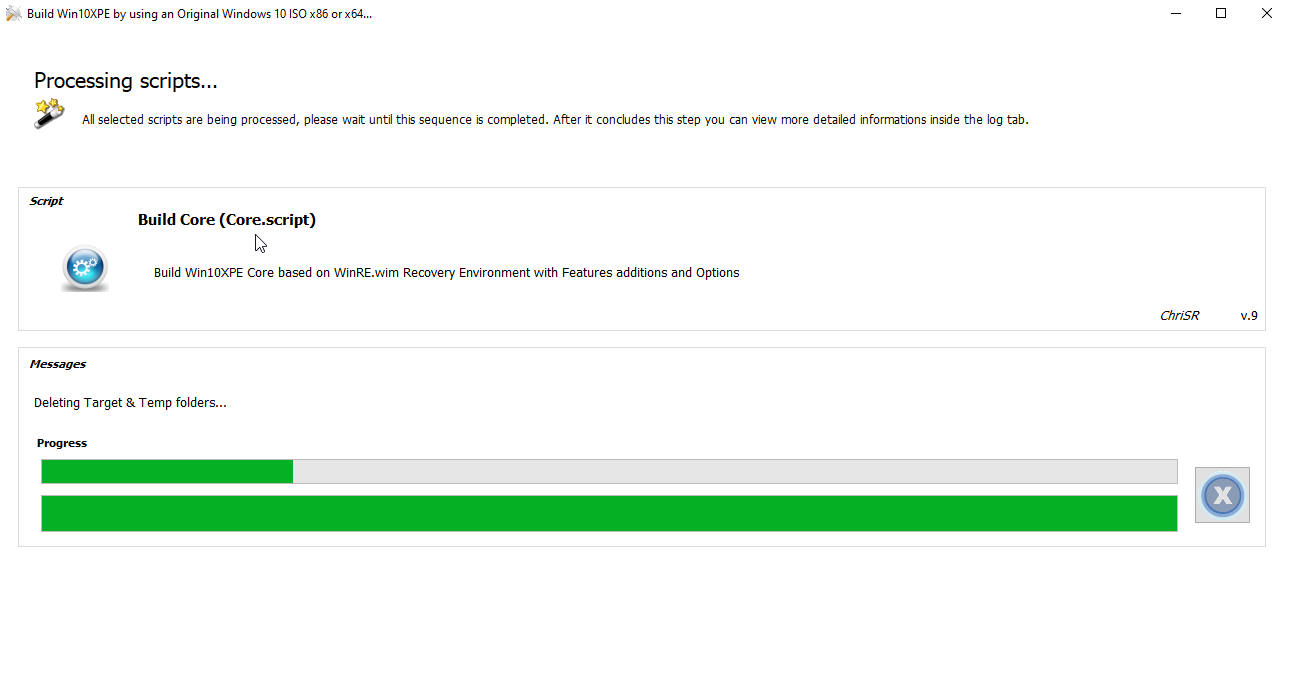 Build Win10XPE by using an Original Windows 10 ISO x86 or x64...
Processing scripts...
All selected scripts are being processed, please wait until this sequence is completed. After it concludes this step you can view more detailed informations inside the log tab.
Script
Build Core (Core.script)
Build Win10XPE Core based on WinRE.wim Recovery Environment with Features additions and Options
ChriSR v.9
Messages
Deleting Target & Temp folders...
Progress
X